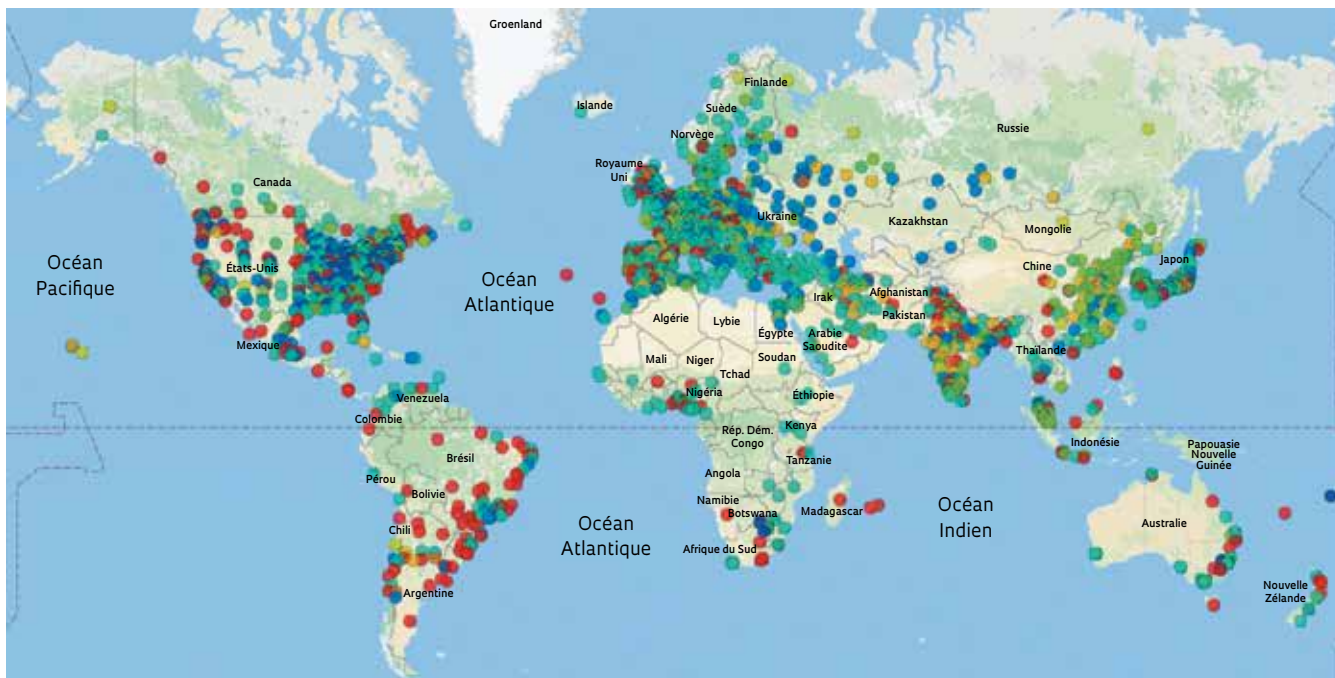 Groenland
Islande
Finlande
Suède
Norvège
Russie
Royaume
Uni
Canada
Ukraine
Kazakhstan
Mongolie
Océan
Pacifique
États-Unis
Océan
Atlantique
Chine
Japon
Irak
Afghanistan
Pakistan
Algérie
Lybie
Égypte
Arabie
Saoudite
Mexique
Mali
Niger
Tchad
Soudan
Thaïlande
Venezuela
Nigéria
Éthiopie
Colombie
Rép. Dém.
Congo
Kenya
Indonésie
Papouasie
Nouvelle
Guinée
Brésil
Pérou
Tanzanie
Angola
Bolivie
Namibie
Botswana
Madagascar
Océan
Indien
Chili
Océan
Atlantique
Afrique du Sud
Australie
Argentine
Nouvelle
Zélande